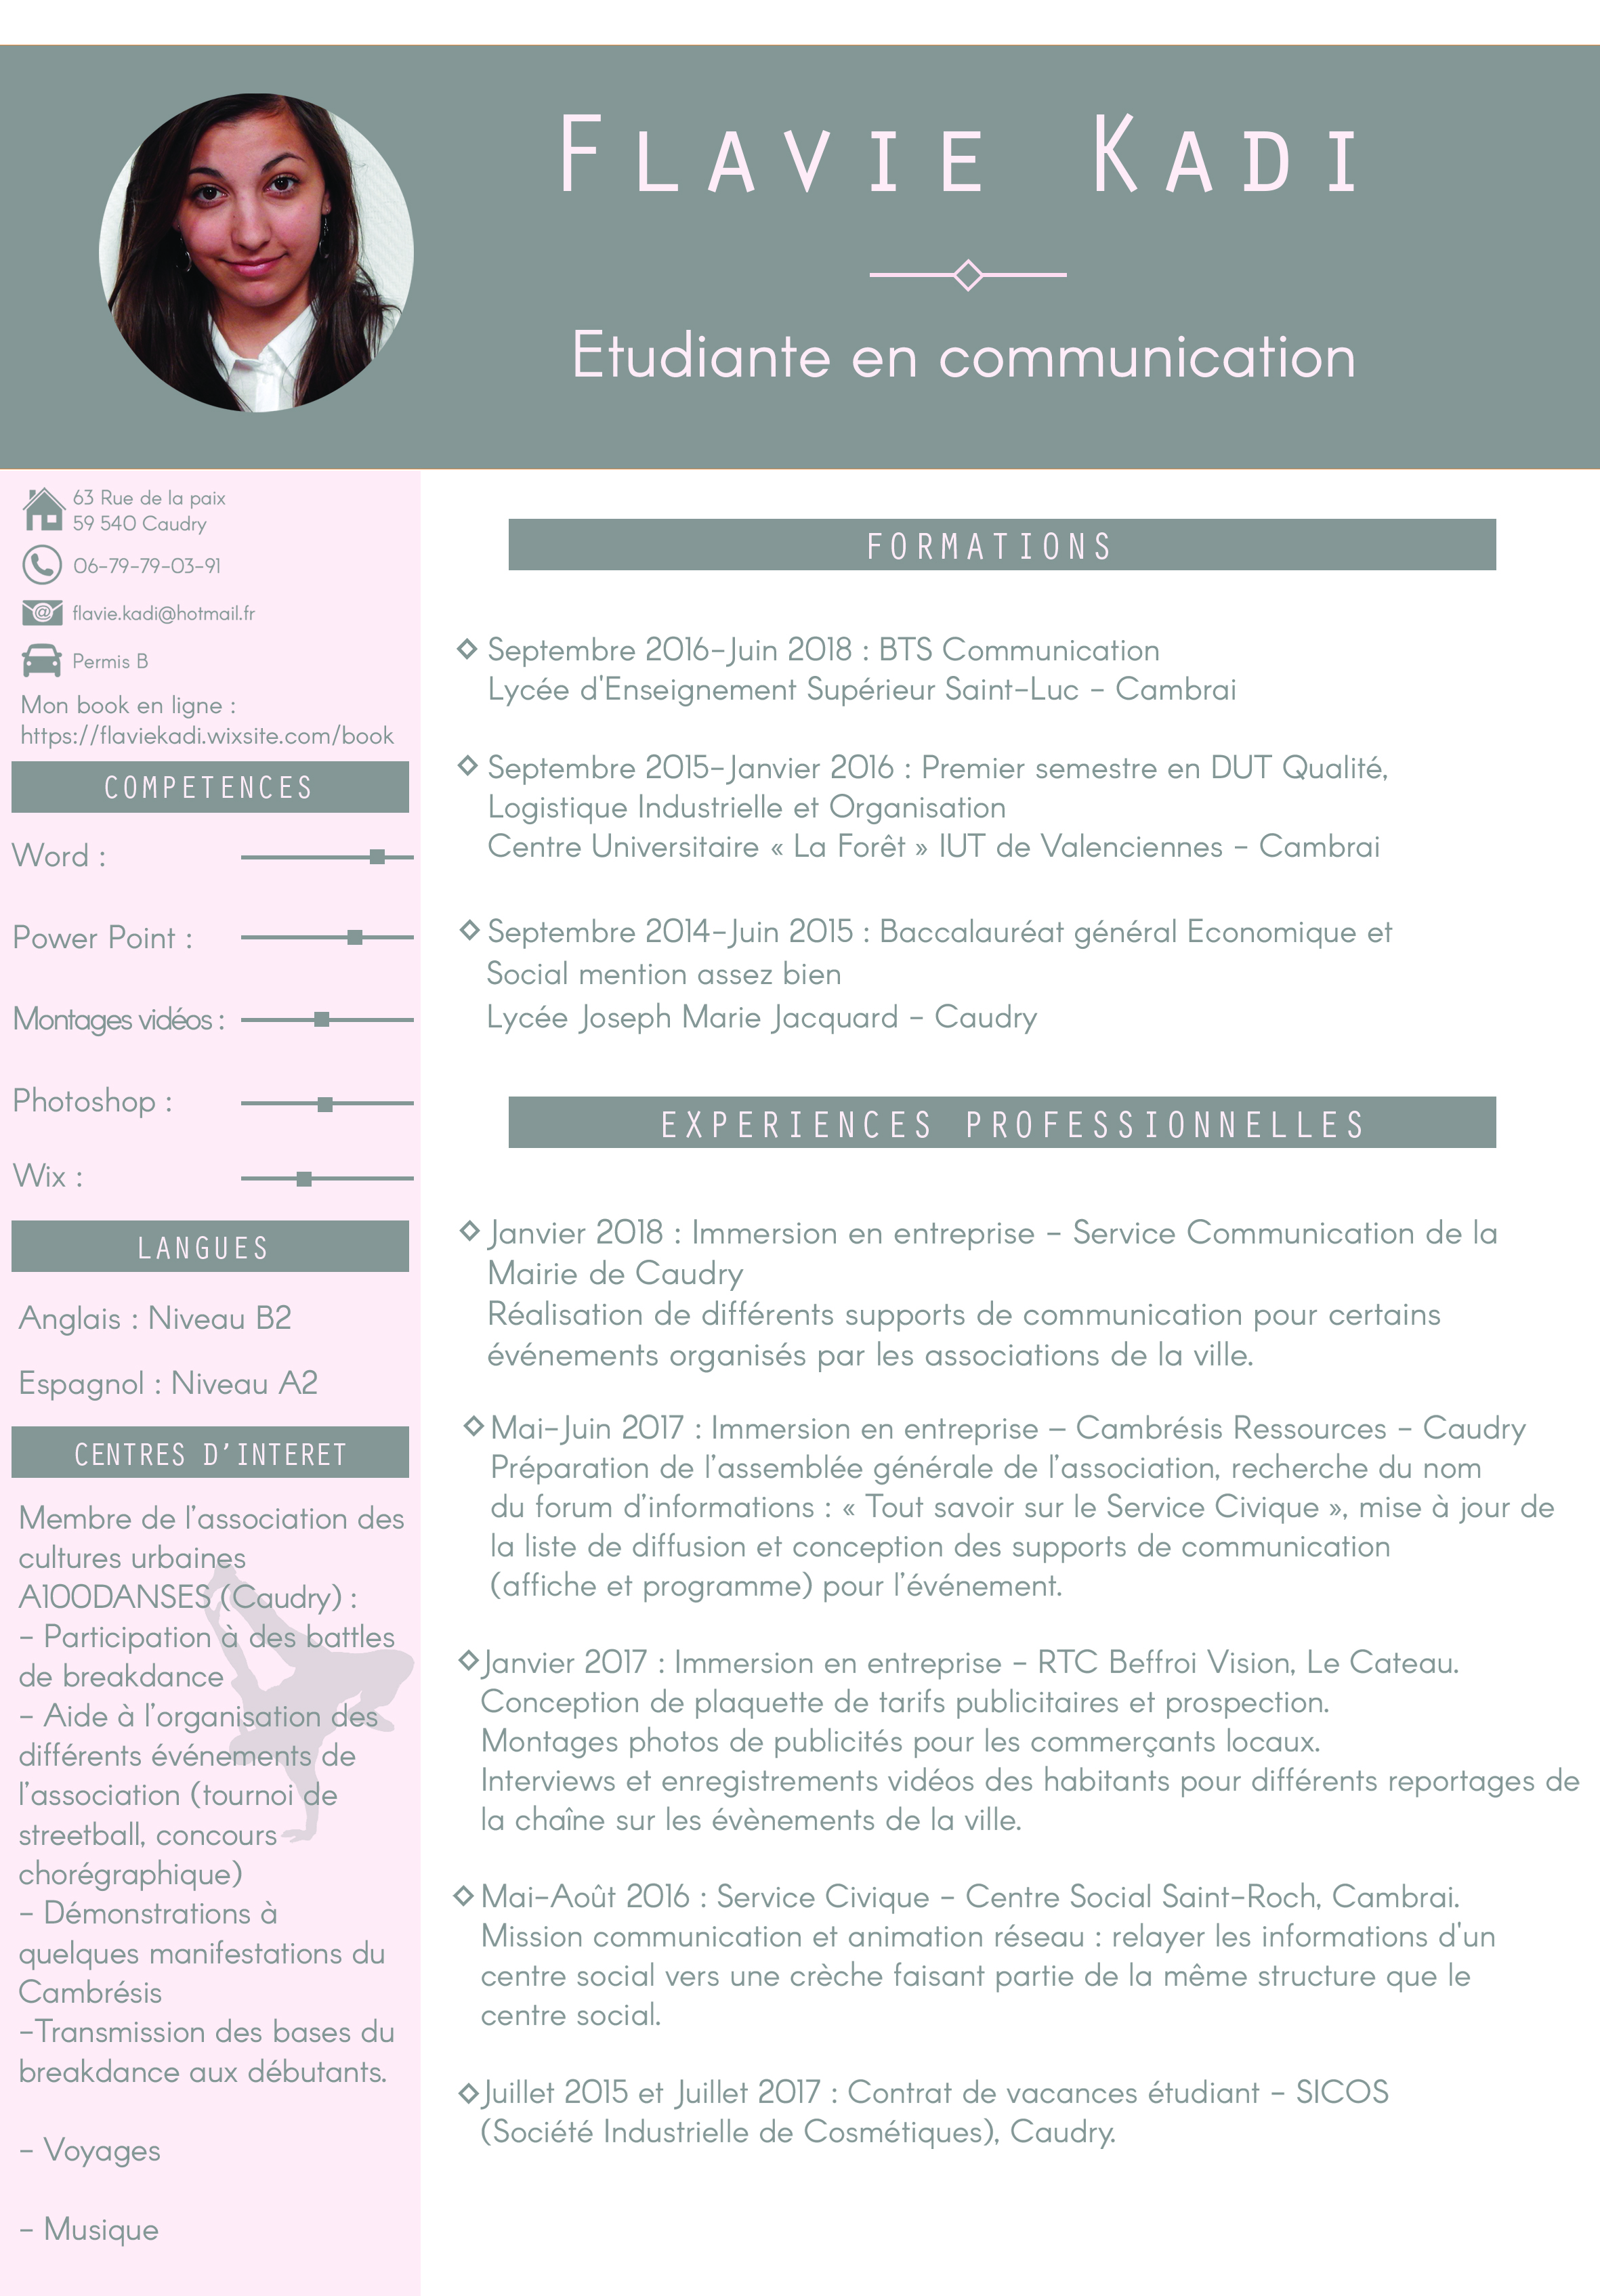 Flavie Kadi
Etudiante en communication
63 Rue de la paix
59 540 Caudry
06-79-79-03-91
flavie.kadi@hotmail.fr
Permis B
Mon book en ligne :
https://flaviekadi.wixsite.com/book
COMPETENCES
Word :
Power Point :
Montages vidéos :
Photoshop :
Wix :
LANGUES
Anglais : Niveau B2
Espagnol : Niveau A2
CENTRES D’INTERET
Membre de l’association des
cultures urbaines
A100DANSES (Caudry) :
- Participation à des battles
de breakdance
- Aide à l’organisation des
différents événements de
l’association (tournoi de
streetball, concours
chorégraphique)
- Démonstrations à
quelques manifestations du
Cambrésis
-Transmission des bases du
breakdance aux débutants.
- Voyages
- Musique
FORMATIONS
Septembre 2016-Juin 2018 : BTS Communication
Lycée d'Enseignement Supérieur Saint-Luc - Cambrai
Septembre 2015-Janvier 2016 : Premier semestre en DUT Qualité,
Logistique Industrielle et Organisation
Centre Universitaire « La Forêt » IUT de Valenciennes - Cambrai
Septembre 2014-Juin 2015 : Baccalauréat général Economique et
Social mention assez bien
Lycée Joseph Marie Jacquard - Caudry
EXPERIENCES PROFESSIONNELLES
Janvier 2018 : Immersion en entreprise - Service Communication de la
Mairie de Caudry
Réalisation de différents supports de communication pour certains
événements organisés par les associations de la ville.
Mai-Juin 2017 : Immersion en entreprise – Cambrésis Ressources - Caudry
Préparation de l’assemblée générale de l’association, recherche du nom
du forum d’informations : « Tout savoir sur le Service Civique », mise à jour de
la liste de diffusion et conception des supports de communication
(affiche et programme) pour l’événement.
Janvier 2017 : Immersion en entreprise - RTC Beffroi Vision, Le Cateau.
Conception de plaquette de tarifs publicitaires et prospection.
Montages photos de publicités pour les commerçants locaux.
Interviews et enregistrements vidéos des habitants pour différents reportages de
la chaîne sur les évènements de la ville.
Mai-Août 2016 : Service Civique - Centre Social Saint-Roch, Cambrai.
Mission communication et animation réseau : relayer les informations d'un
centre social vers une crèche faisant partie de la même structure que le
centre social.
Juillet 2015 et Juillet 2017 : Contrat de vacances étudiant - SICOS
(Société Industrielle de Cosmétiques), Caudry.